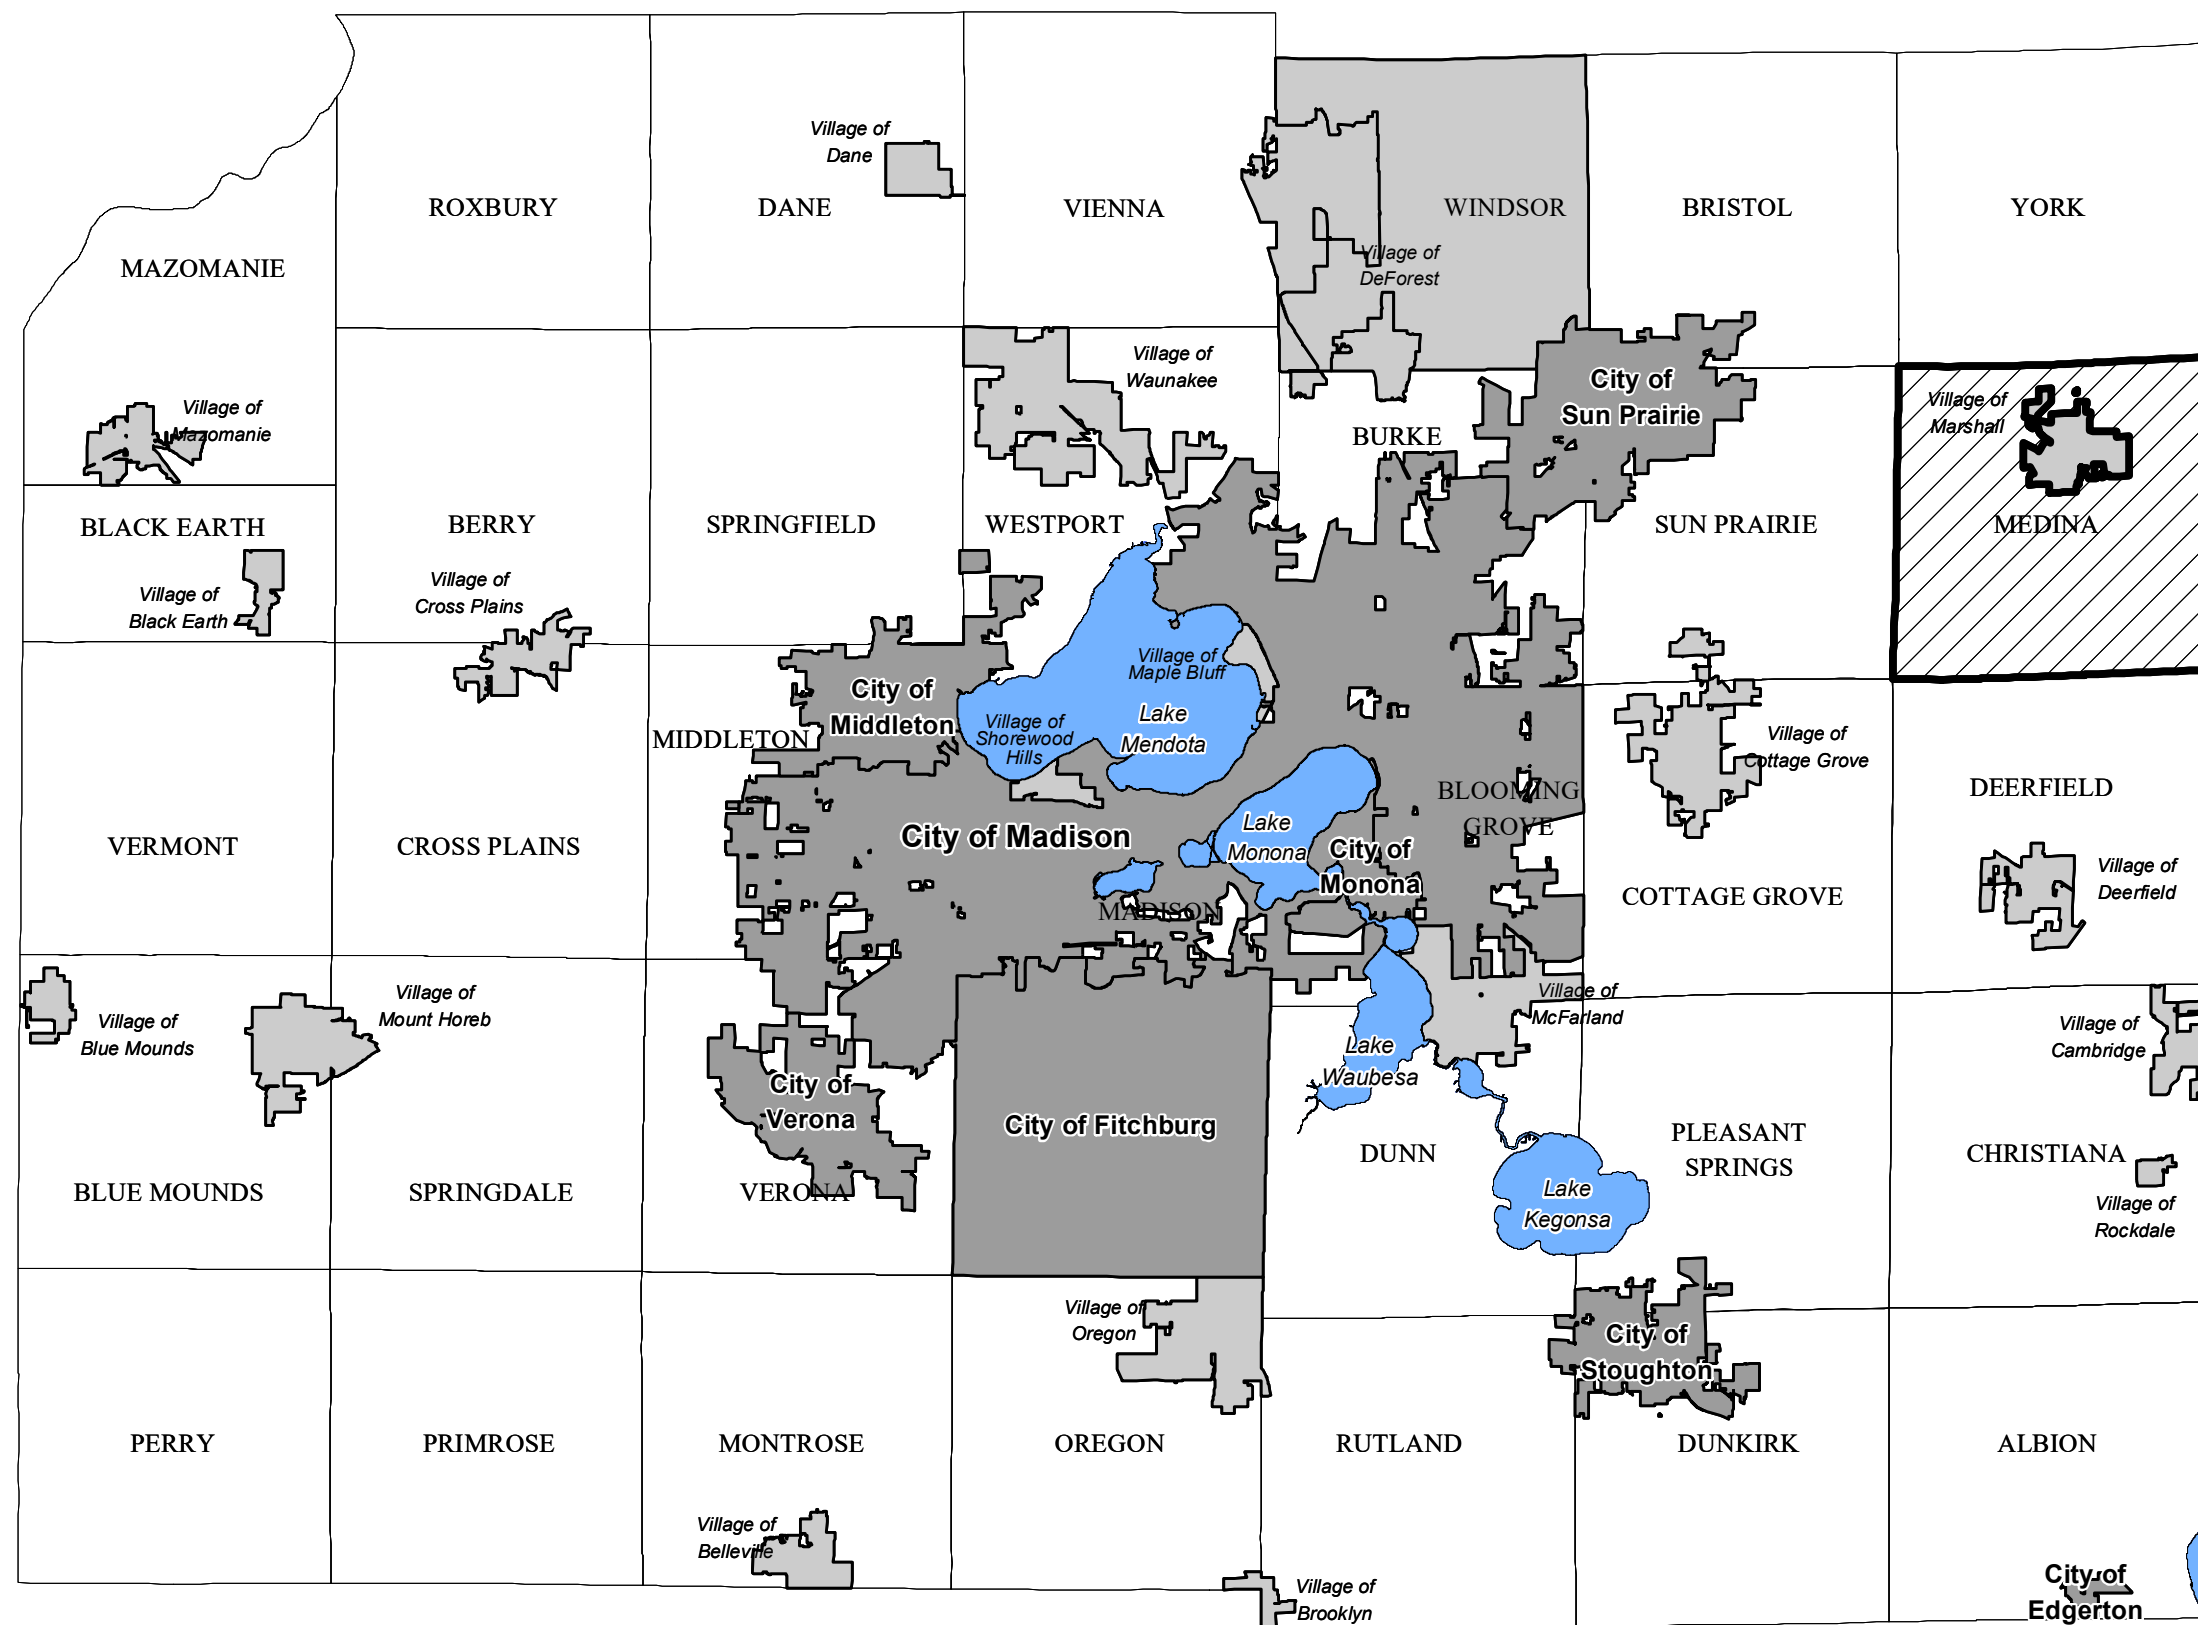 Village of
Dane
ROXBURY
DANE
VIENNA
WINDSOR
BRISTOL
YORK
Village of
DeForest
MAZOMANIE
Village of
Waunakee
City of
Sun Prairie
Village of
Mazomanie
BURKE
Village of
Marshall
BLACK EARTH
BERRY
SPRINGFIELD
WESTPORT
SUN PRAIRIE
MEDINA
Village of
Black Earth
Village of
Cross Plains
Village of
Maple Bluff
City of
Middleton
MIDDLETON
Village of
Shorewood
Hills
Lake
Mendota
Village of
Cottage Grove
BLOOMING
GROVE
DEERFIELD
VERMONT
CROSS PLAINS
City of Madison
Lake
Monona
City of
Monona
MADISON
COTTAGE GROVE
Village of
Deerfield
Village of
Blue Mounds
Village of
Mount Horeb
Village of
McFarland
Village of
Cambridge
Lake
Waubesa
City of
Verona
City of Fitchburg
DUNN
PLEASANT
SPRINGS
CHRISTIANA
BLUE MOUNDS
SPRINGDALE
VERONA
Lake
Kegonsa
Village of
Rockdale
Village of
Oregon
City of
Stoughton
PERRY
PRIMROSE
MONTROSE
OREGON
RUTLAND
DUNKIRK
ALBION
Village of
Belleville
Village of
Brooklyn
City of
Edgerton